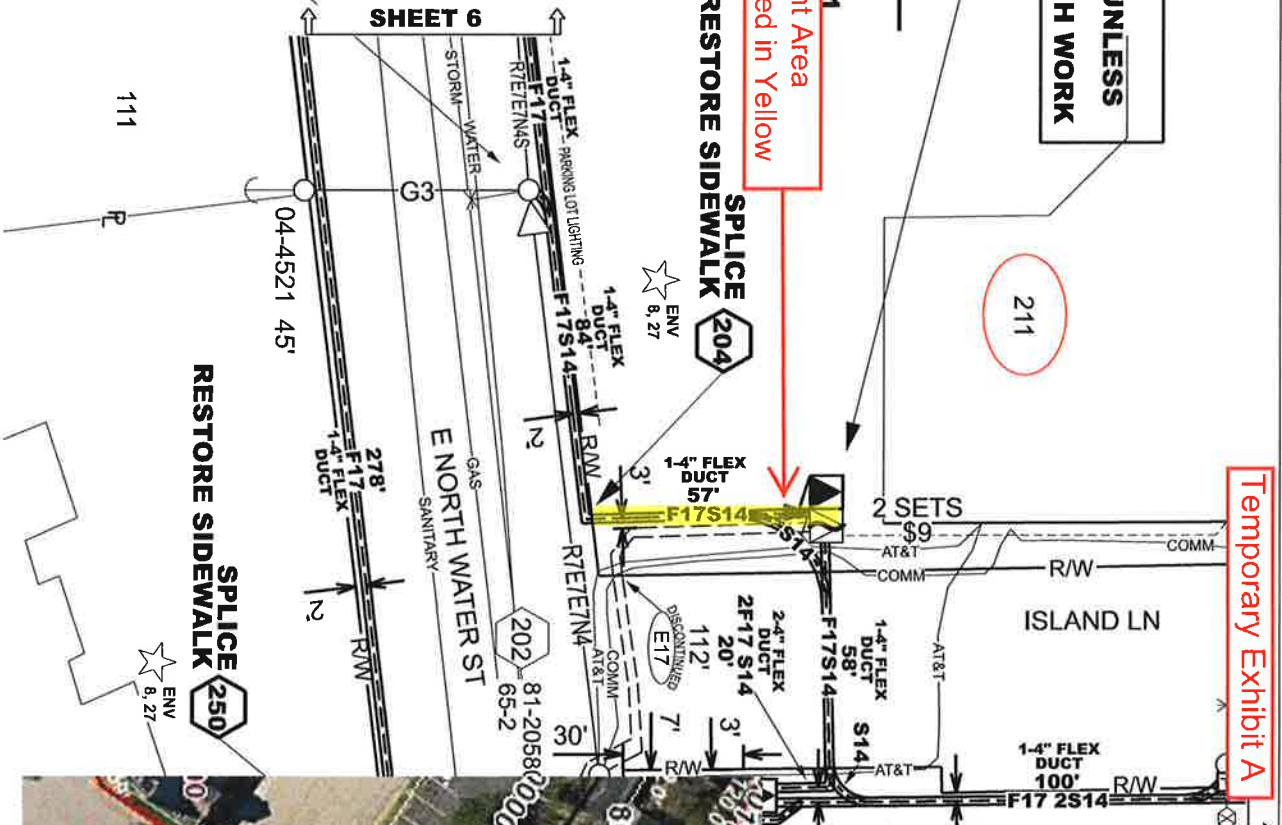 SHEET 6
UNLESS
H WORK
nt Area
ed in Yellow
1
Temporary Exhibit A
111
PL
04-4521 45'
G3
STORM
WATER
R7E7E7N4S
1-4" FLEX
DUCT
F17
PARKING LOT LIGHTING
SPLICE
RESTORE SIDEWALK
204
ENV
8, 27
1-4" FLEX
DUCT
84'
F17S14
R/W
2'
211
1-4" FLEX
DUCT
57'
F17S14
3'
2 SETS
$9
S14
AT&T
COMM
COMM
R/W
ISLAND LN
SPLICE
RESTORE SIDEWALK
250
ENV
8, 27
278'
F17
1-4" FLEX
DUCT
R/W
2'
E NORTH WATER ST
GAS
SANITARY
202
81-2058
65-2
R7E7E7N4
AT&T
COMM
DISCONTINUED
E17
112'
2-4" FLEX
DUCT
2F17 S14
20'
1-4" FLEX
DUCT
58'
F17S14
AT&T
S14
30'
7'
3'
R/W
AT&T
1-4" FLEX
DUCT
100'
F17 2S14
R/W